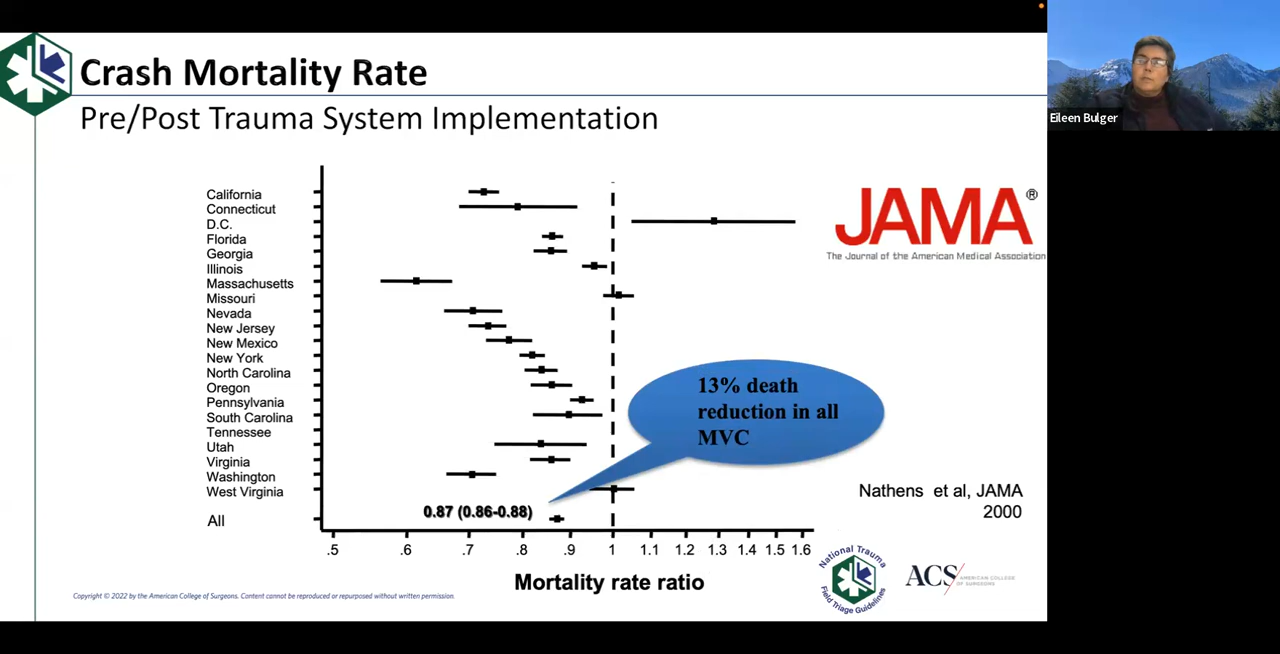 Crash Mortality Rate
Pre/Post Trauma System Implementation
Eileen Bulger
California
Connecticut
D.C.
Florida
Georgia
Illinois
Massachusetts
Missouri
Nevada
New Jersey
New Mexico
New York
North Carolina
Oregon
Pennsylvania
South Carolina
Tennessee
Utah
Virginia
Washington
West Virginia
All
JAMA®
The Journal of the American Medical Association
13% death
reduction in all
MVC
0.87 (0.86-0.88)
Nathens et al, JAMA
2000
.5 .6 .7 .8 .9 1 1.1 1.2 1.3 1.4 1.5 1.6
Mortality rate ratio
National Trauma
Field Triage Guidelines
ACS
AMERICAN COLLEGE
OF SURGEONS
Copyright © 2022 by the American College of Surgeons. Content cannot be reproduced or repurposed without written permission.